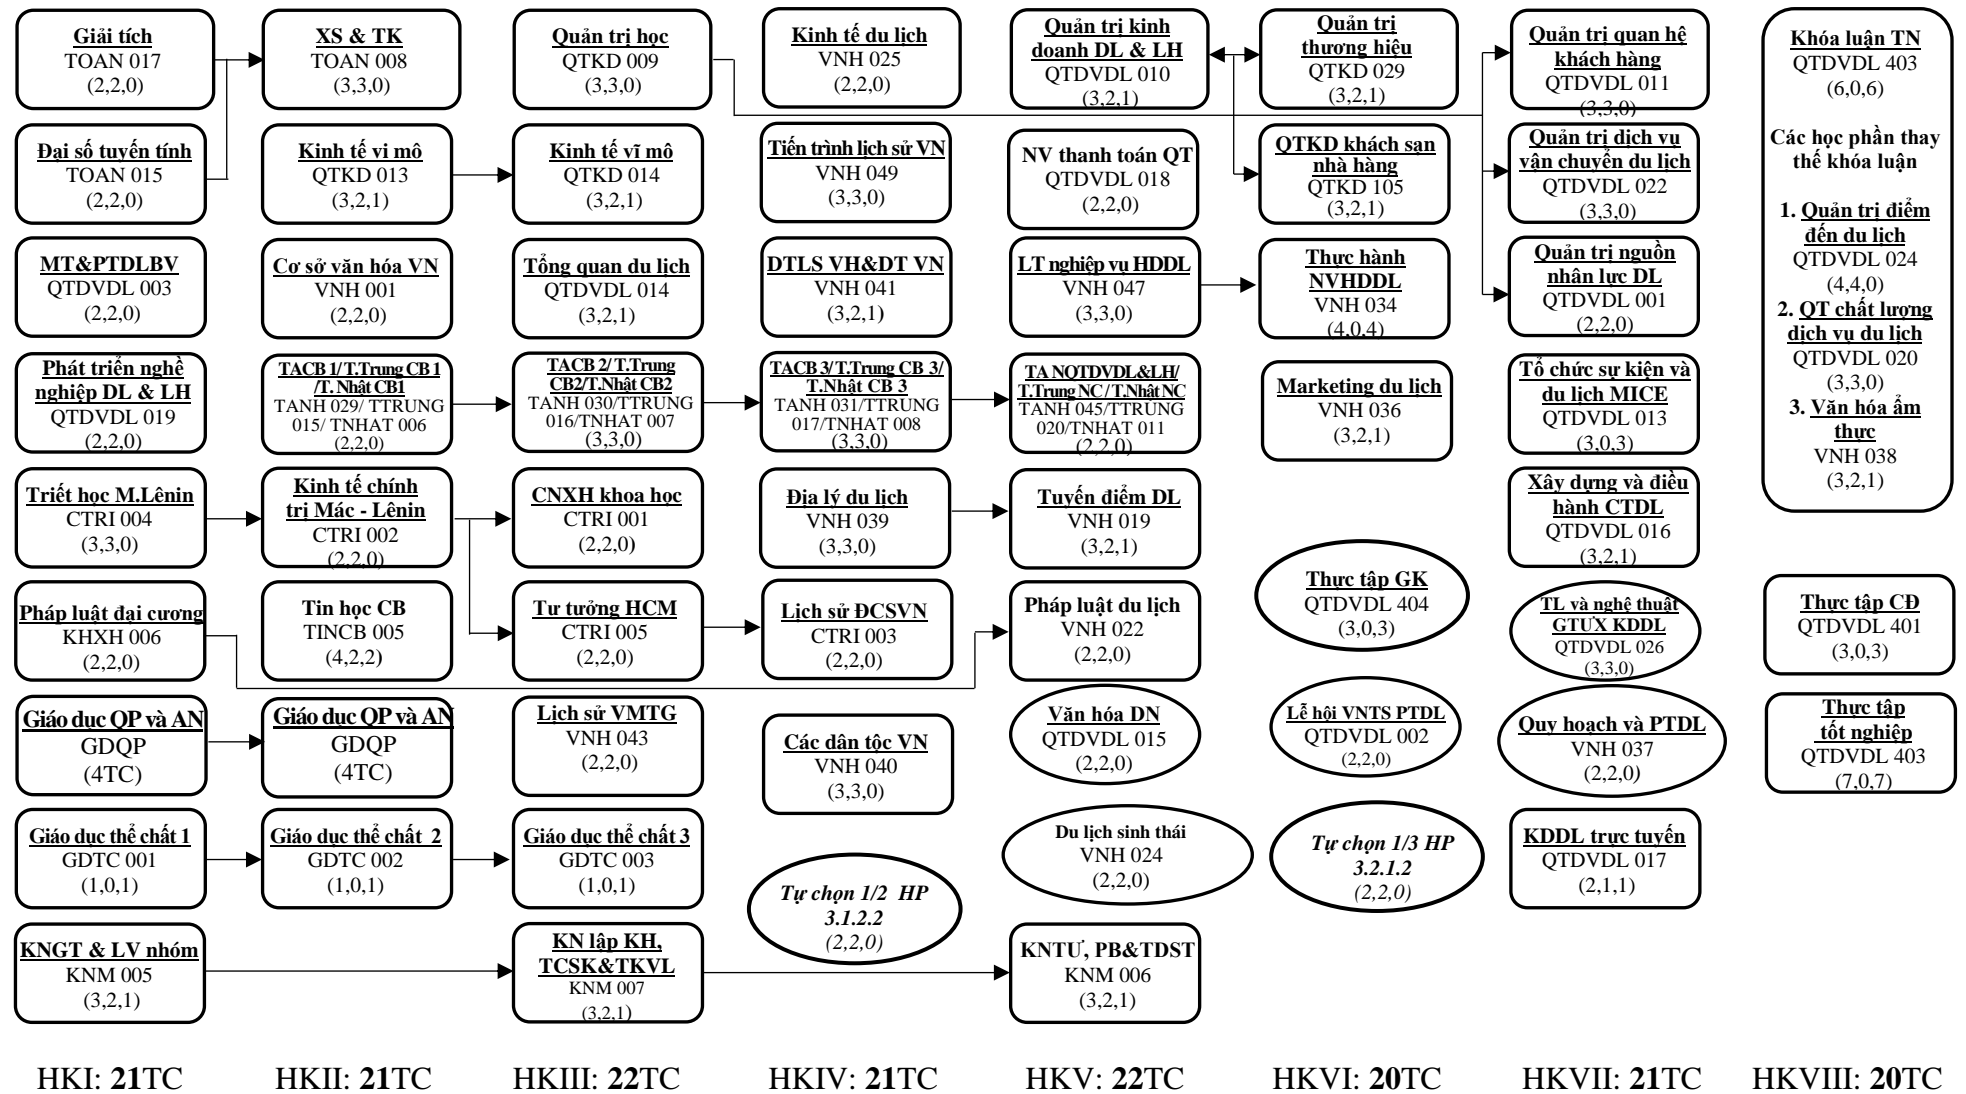 Giải tích
TOAN 017
(2,2,0)
Đại số tuyến tính
TOAN 015
(2,2,0)
MT&PTDLBV
QTDVDL 003
(2,2,0)
Phát triển nghề
nghiệp DL & LH
QTDVDL 019
(2,2,0)
Triết học M.Lênin
CTRI 004
(3,3,0)
Pháp luật đại cương
KHXH 006
(2,2,0)
Giáo dục QP và AN
GDQP
(4TC)
Giáo dục thể chất 1
GDTC 001
(1,0,1)
KNGT & LV nhóm
KNM 005
(3,2,1)
HKI: 21TC
XS & TK
TOAN 008
(3,3,0)
Kinh tế vi mô
QTKD 013
(3,2,1)
Cơ sở văn hóa VN
VNH 001
(2,2,0)
TACB 1/T.Trung CB 1
/T. Nhật CB1
TANH 029/ TTRUNG
015/ TNHAT 006
(2,2,0)
Kinh tế chính
trị Mác - Lênin
CTRI 002
(2,2,0)
Tin học CB
TINCB 005
(4,2,2)
Giáo dục QP và AN
GDQP
(4TC)
Giáo dục thể chất 2
GDTC 002
(1,0,1)
HKII: 21TC
Quản trị học
QTKD 009
(3,3,0)
Kinh tế vĩ mô
QTKD 014
(3,2,1)
Tổng quan du lịch
QTDVDL 014
(3,2,1)
TACB 2/ T.Trung
CB2/T.Nhật CB2
TANH 030/TTRUNG
016/TNHAT 007
(3,3,0)
CNXH khoa học
CTRI 001
(2,2,0)
Tư tưởng HCM
CTRI 005
(2,2,0)
Lịch sử VMTG
VNH 043
(2,2,0)
Giáo dục thể chất 3
GDTC 003
(1,0,1)
KN lập KH,
TCSK&TKVL
KNM 007
(3,2,1)
HKIII: 22TC
Kinh tế du lịch
VNH 025
(2,2,0)
Tiến trình lịch sử VN
VNH 049
(3,3,0)
DTLS VH&DT VN
VNH 041
(3,2,1)
TACB 3/T.Trung CB 3/
T.Nhật CB 3
TANH 031/TTRUNG
017/TNHAT 008
(3,3,0)
Địa lý du lịch
VNH 039
(3,3,0)
Lịch sử ĐCSVN
CTRI 003
(2,2,0)
Các dân tộc VN
VNH 040
(3,3,0)
Tự chọn 1/2 HP
3.1.2.2
(2,2,0)
HKIV: 21TC
Quản trị kinh
doanh DL & LH
QTDVDL 010
(3,2,1)
NV thanh toán QT
QTDVDL 018
(2,2,0)
LT nghiệp vụ HDDL
VNH 047
(3,3,0)
TA NQTDVDL&LH/
T.Trung NC / T.Nhật NC
TANH 045/TTRUNG
020/TNHAT 011
(2,2,0)
Tuyến điểm DL
VNH 019
(3,2,1)
Pháp luật du lịch
VNH 022
(2,2,0)
Văn hóa DN
QTDVDL 015
(2,2,0)
Du lịch sinh thái
VNH 024
(2,2,0)
KNTƯ, PB&TDST
KNM 006
(3,2,1)
HKV: 22TC
Quản trị
thương hiệu
QTKD 029
(3,2,1)
QTKD khách sạn
nhà hàng
QTKD 105
(3,2,1)
Thực hành
NVHDDL
VNH 034
(4,0,4)
Marketing du lịch
VNH 036
(3,2,1)
Thực tập GK
QTDVDL 404
(3,0,3)
Lễ hội VNTS PTDL
QTDVDL 002
(2,2,0)
Tự chọn 1/3 HP
3.2.1.2
(2,2,0)
HKVI: 20TC
Quản trị quan hệ
khách hàng
QTDVDL 011
(3,3,0)
Quản trị dịch vụ
vận chuyển du lịch
QTDVDL 022
(3,3,0)
Quản trị nguồn
nhân lực DL
QTDVDL 001
(2,2,0)
Tổ chức sự kiện và
du lịch MICE
QTDVDL 013
(3,0,3)
Xây dựng và điều
hành CTDL
QTDVDL 016
(3,2,1)
TL và nghệ thuật
GTƯX KDDL
QTDVDL 026
(3,3,0)
Quy hoạch và PTDL
VNH 037
(2,2,0)
KDDL trực tuyến
QTDVDL 017
(2,1,1)
HKVII: 21TC
Khóa luận TN
QTDVDL 403
(6,0,6)
Các học phần thay
thế khóa luận
1. Quản trị điểm
đến du lịch
QTDVDL 024
(4,4,0)
2. QT chất lượng
dịch vụ du lịch
QTDVDL 020
(3,3,0)
3. Văn hóa ẩm
thực
VNH 038
(3,2,1)
Thực tập CĐ
QTDVDL 401
(3,0,3)
Thực tập
tốt nghiệp
QTDVDL 403
(7,0,7)
HKVIII: 20TC